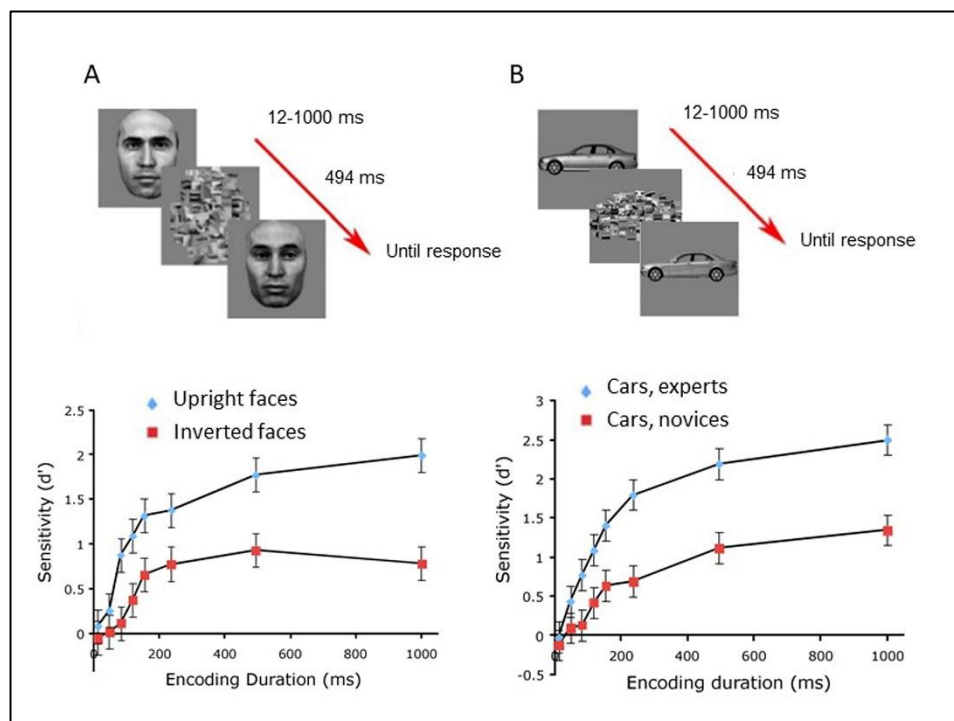 A
12-1000 ms
494 ms
Until response
B
12-1000 ms
494 ms
Until response
Upright faces
Inverted faces
2.5
2
1.5
1
0.5
0
0 200 400 600 800 1000
Sensitivity (d')
Encoding Duration (ms)
Cars, experts
Cars, novices
3
2.5
2
1.5
1
0.5
0
-0.5
0 200 400 600 800 1000
Sensitivity (d')
Encoding duration (ms)